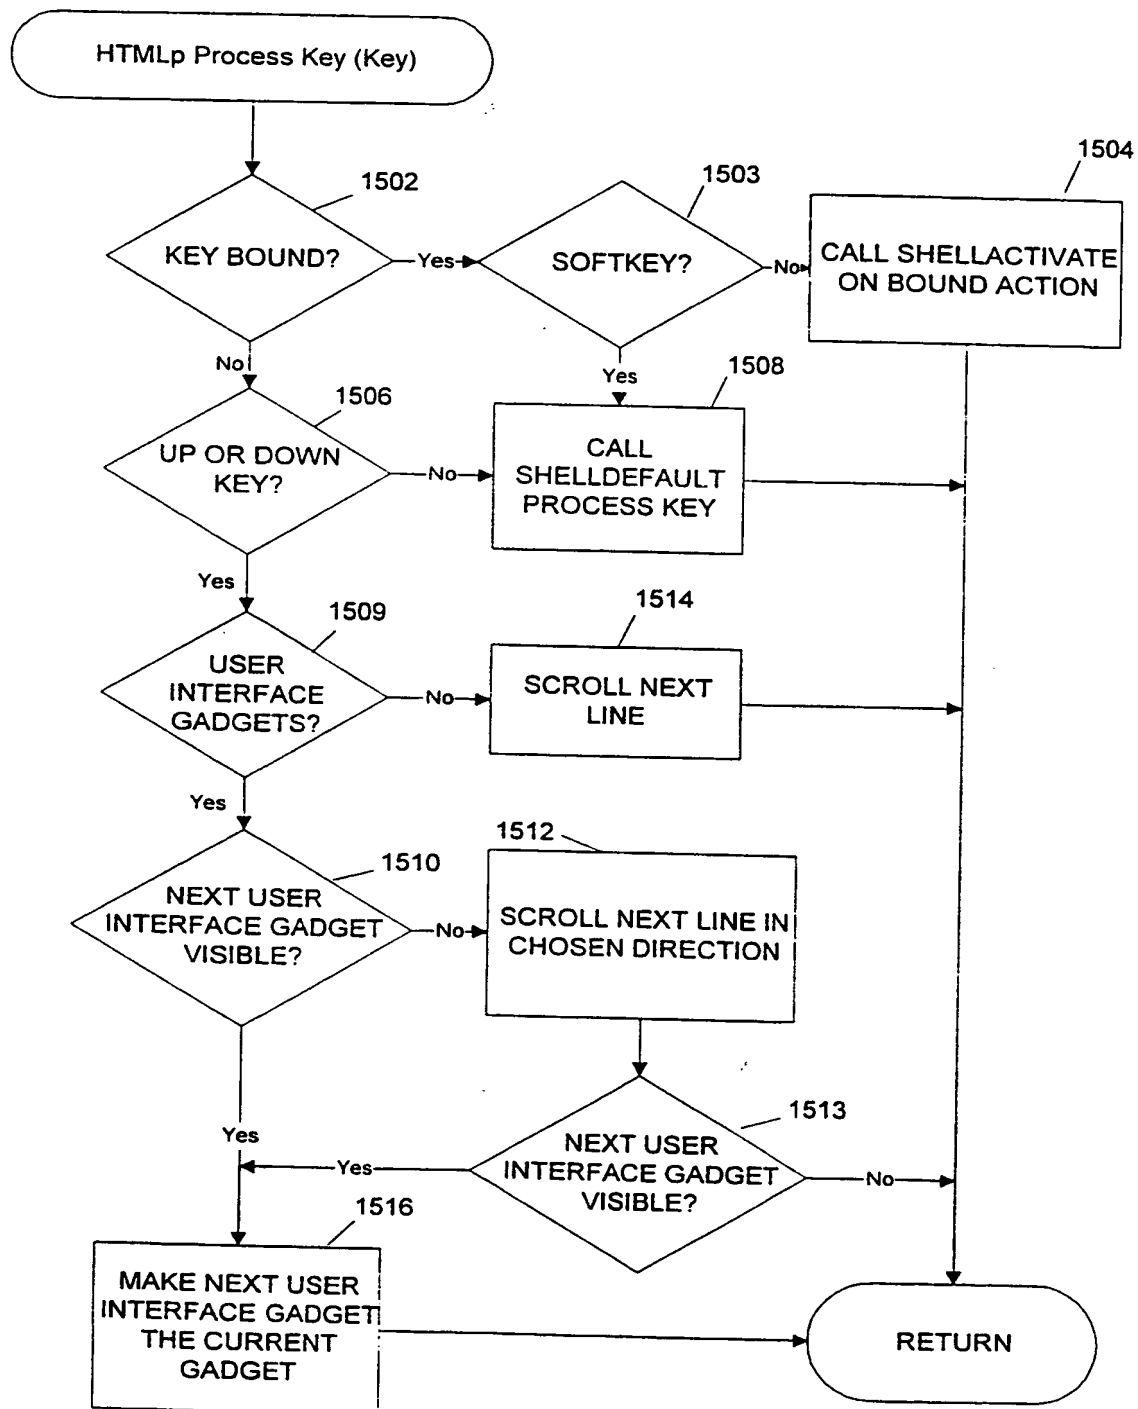 HTMLp Process Key (Key)
1502
KEY BOUND?
Yes
1503
SOFTKEY?
No
1504
CALL SHELLACTIVATE
ON BOUND ACTION
No
Yes
1506
UP OR DOWN
KEY?
No
1508
CALL
SHELLDEFAULT
PROCESS KEY
Yes
1509
USER
INTERFACE
GADGETS?
No
1514
SCROLL NEXT
LINE
Yes
1510
NEXT USER
INTERFACE GADGET
VISIBLE?
No
1512
SCROLL NEXT LINE IN
CHOSEN DIRECTION
Yes
1513
NEXT USER
INTERFACE GADGET
VISIBLE?
Yes
No
1516
MAKE NEXT USER
INTERFACE GADGET
THE CURRENT
GADGET
RETURN